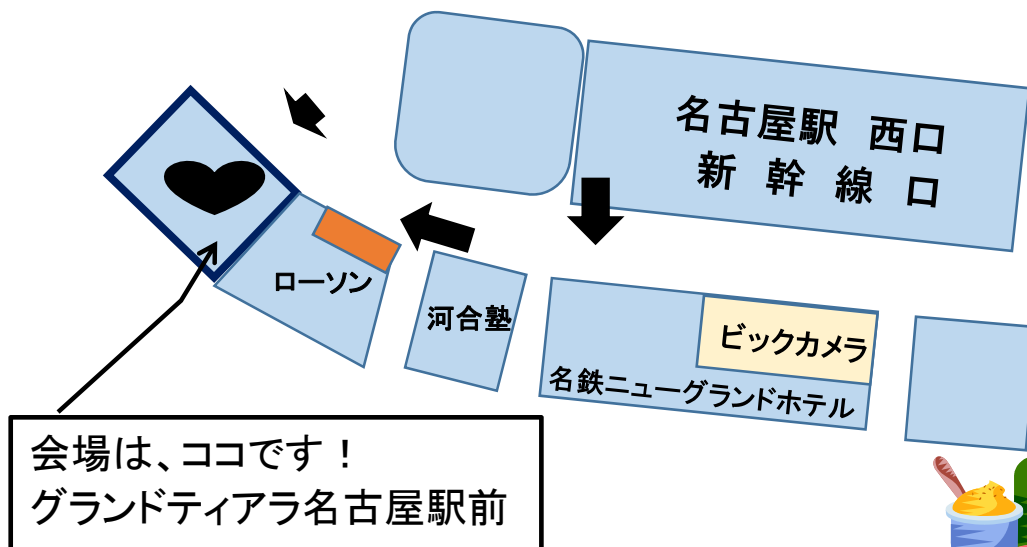 名古屋駅 西口
新幹線口
ローソン
河合塾
ビックカメラ
名鉄ニューグランドホテル
会場は、ココです！
グランドティアラ名古屋駅前